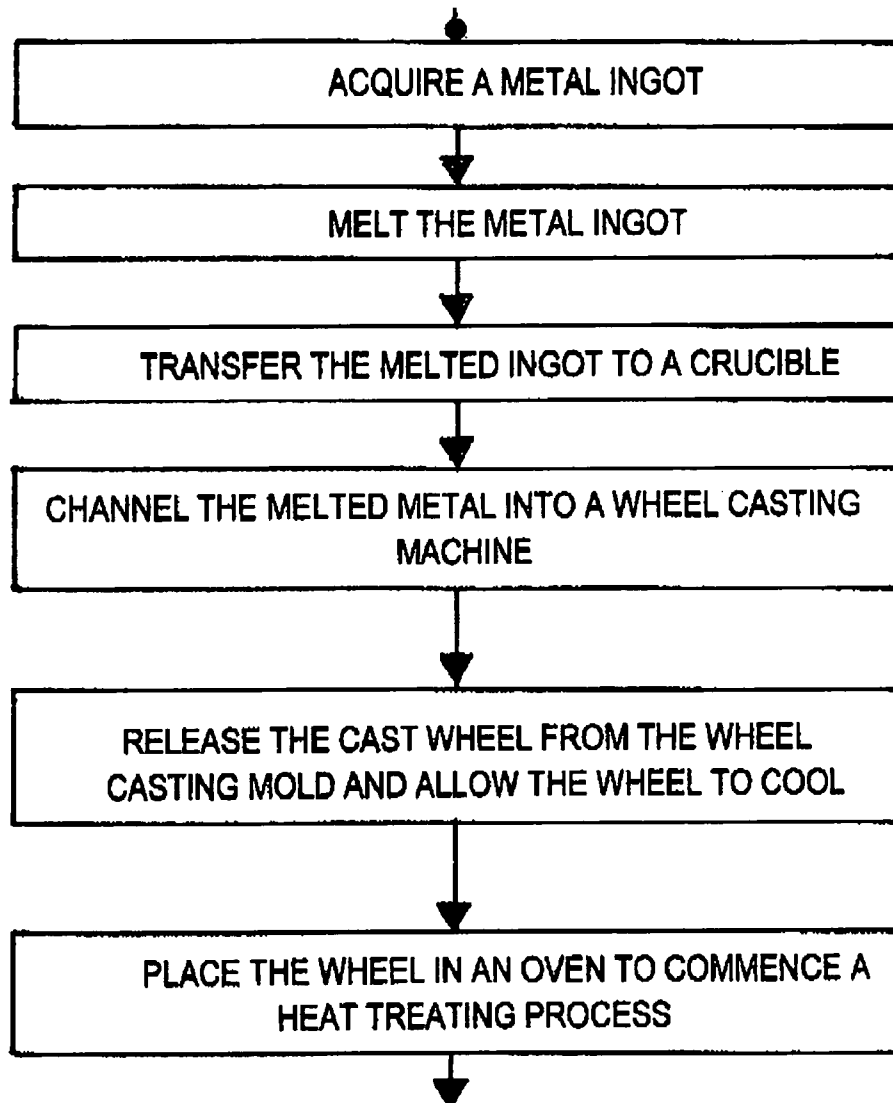 ACQUIRE A METAL INGOT
MELT THE METAL INGOT
TRANSFER THE MELTED INGOT TO A CRUCIBLE
CHANNEL THE MELTED METAL INTO A WHEEL CASTING
MACHINE
RELEASE THE CAST WHEEL FROM THE WHEEL
CASTING MOLD AND ALLOW THE WHEEL TO COOL
PLACE THE WHEEL IN AN OVEN TO COMMENCE A
HEAT TREATING PROCESS